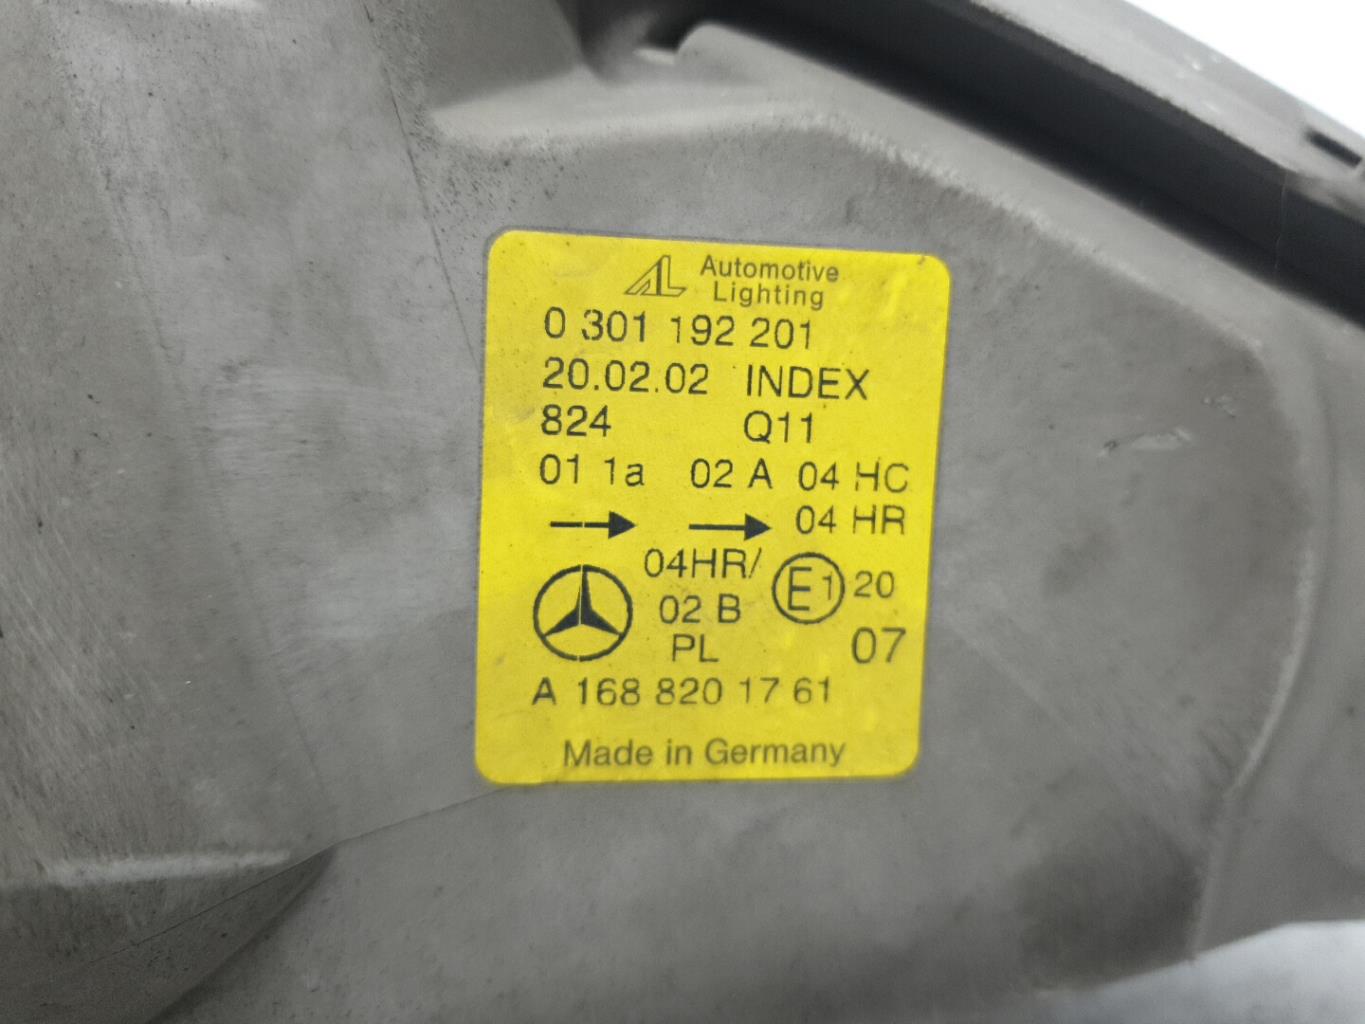 AL Automotive
Lighting
0 301 192 201
20.02.02 INDEX
824 Q11
01 1a 02 A 04 HC
→ → 04 HR
04HR/ E1 20
02 B
PL 07
A 168 820 17 61
Made in Germany